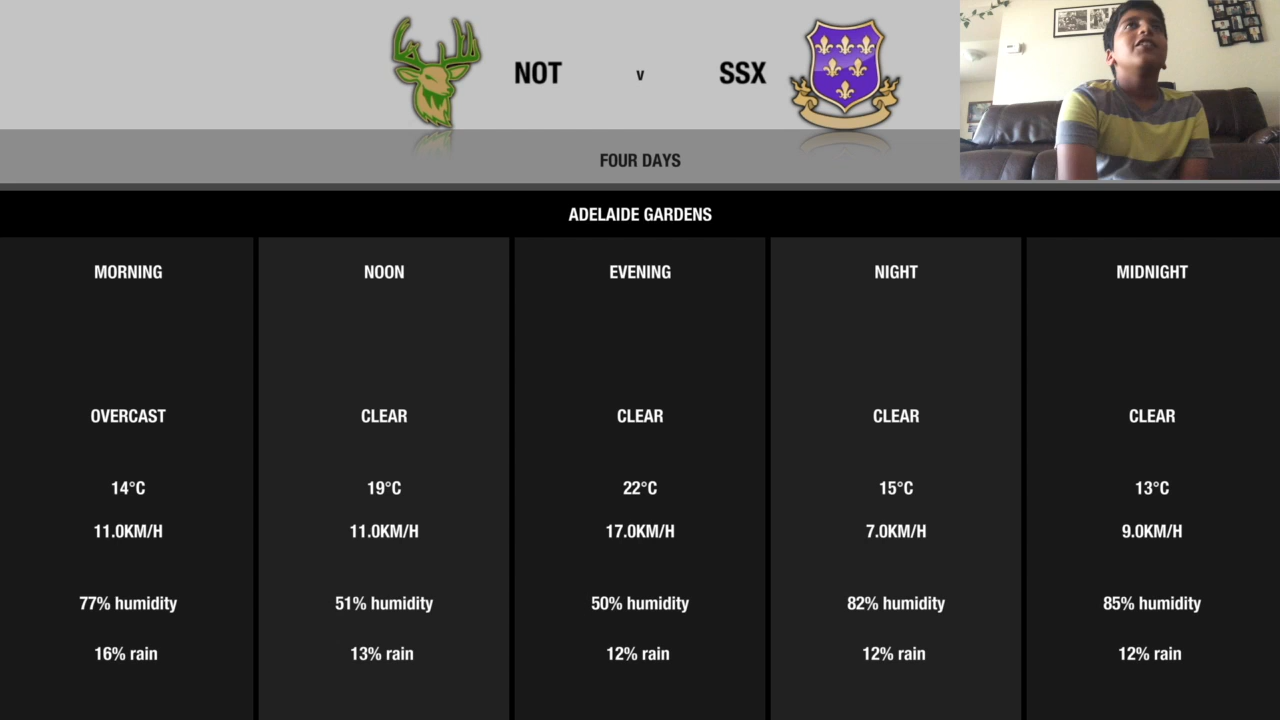 NOT v SSX
FOUR DAYS
ADELAIDE GARDENS
MORNING NOON EVENING NIGHT MIDNIGHT
OVERCAST CLEAR CLEAR CLEAR CLEAR
14°C 19°C 22°C 15°C 13°C
11.0KM/H 11.0KM/H 17.0KM/H 7.0KM/H 9.0KM/H
77% humidity 51% humidity 50% humidity 82% humidity 85% humidity
16% rain 13% rain 12% rain 12% rain 12% rain